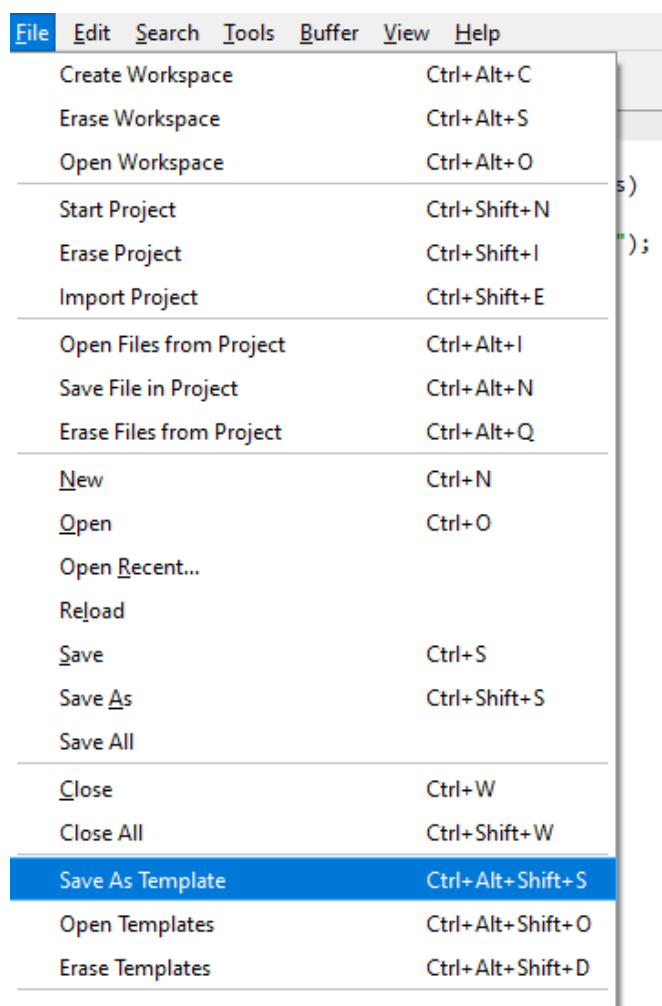 File Edit Search Tools Buffer View Help
Create Workspace Ctrl+Alt+C
Erase Workspace Ctrl+Alt+S
Open Workspace Ctrl+Alt+O
s)
Start Project Ctrl+Shift+N
");
Erase Project Ctrl+Shift+I
Import Project Ctrl+Shift+E
Open Files from Project Ctrl+Alt+I
Save File in Project Ctrl+Alt+N
Erase Files from Project Ctrl+Alt+Q
New Ctrl+N
Open Ctrl+O
Open Recent...
Reload
Save Ctrl+S
Save As Ctrl+Shift+S
Save All
Close Ctrl+W
Close All Ctrl+Shift+W
Save As Template Ctrl+Alt+Shift+S
Open Templates Ctrl+Alt+Shift+O
Erase Templates Ctrl+Alt+Shift+D